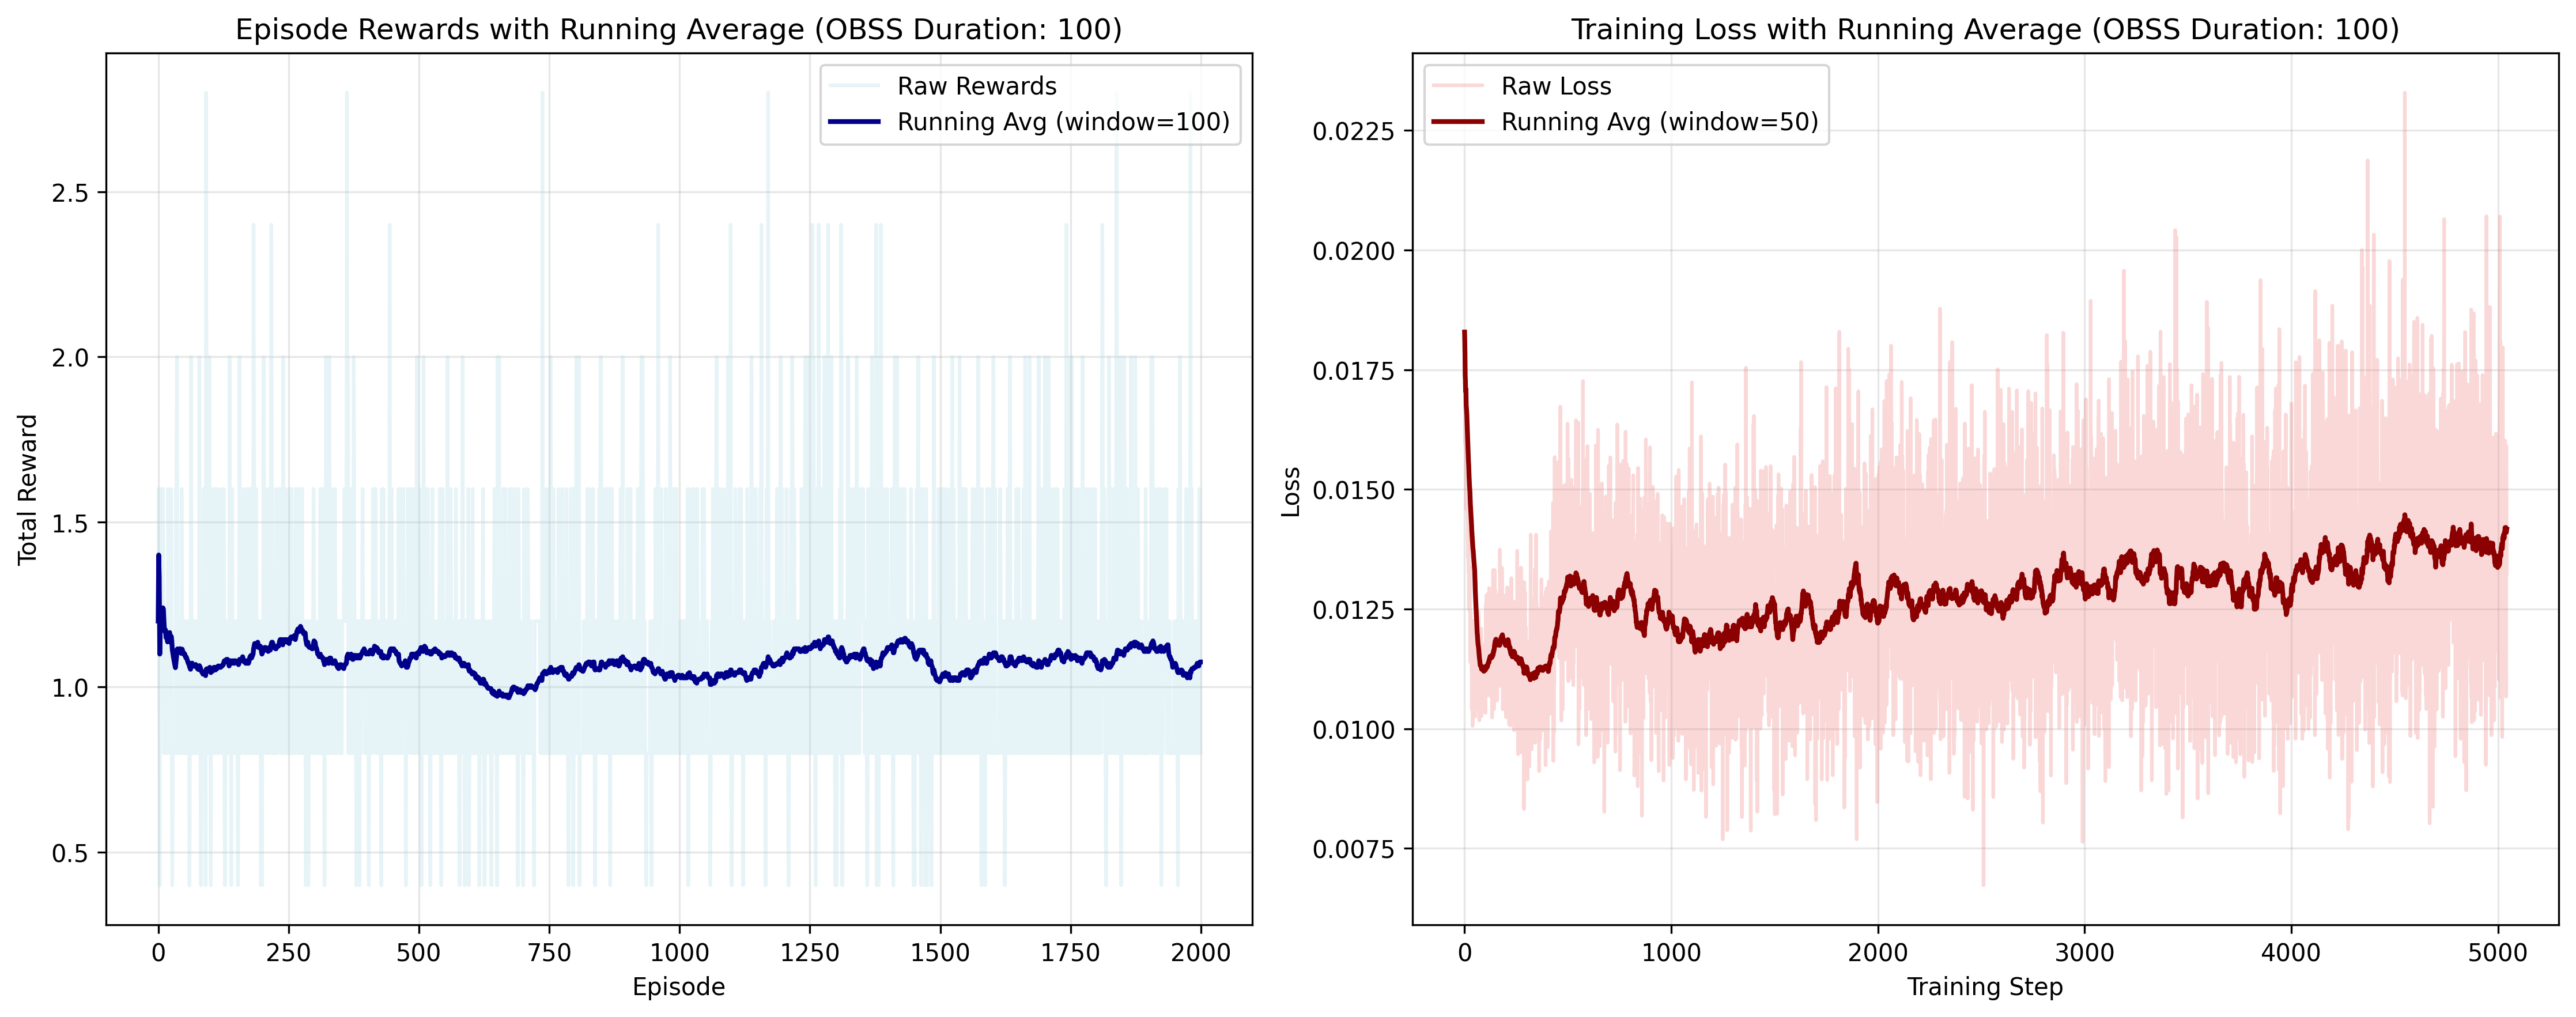 Episode Rewards with Running Average (OBSS Duration: 100)
Raw Rewards
Running Avg (window=100)
Total Reward
2.5
2.0
1.5
1.0
0.5
0 250 500 750 1000 1250 1500 1750 2000
Episode
Training Loss with Running Average (OBSS Duration: 100)
Raw Loss
Running Avg (window=50)
Loss
0.0225
0.0200
0.0175
0.0150
0.0125
0.0100
0.0075
0 1000 2000 3000 4000 5000
Training Step